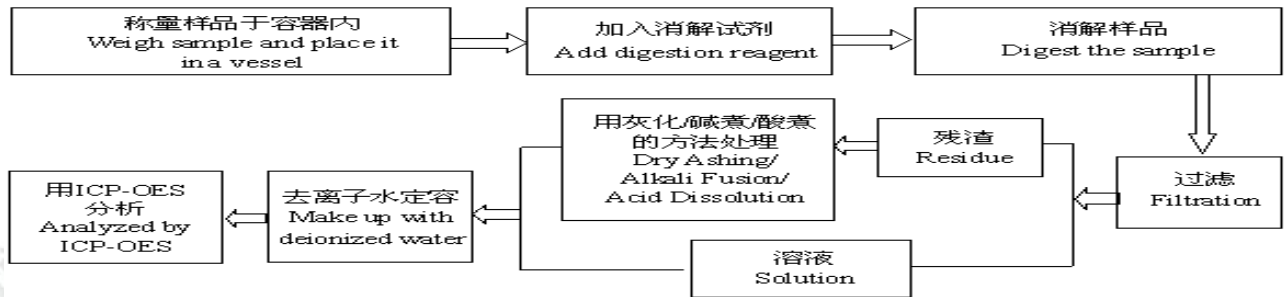 称量样品于容器内
Weigh sample and place it
in a vessel
加入消解试剂
Add digestion reagent
消解样品
Digest the sample
过滤
Filtration
残渣
Residue
溶液
Solution
用灰化/碱煮/酸煮
的方法处理
Dry Ashing/
Alkali Fusion/
Acid Dissolution
去离子水定容
Make up with
deionized water
用ICP-OES
分析
Analyzed by
ICP-OES